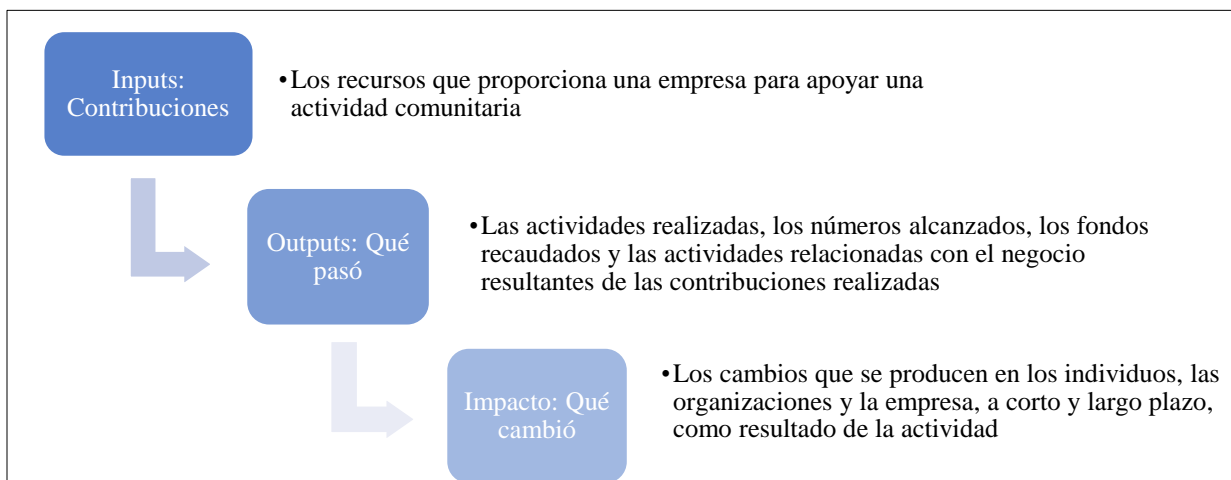 Inputs:
Contribuciones
•Los recursos que proporciona una empresa para apoyar una
actividad comunitaria
Outputs: Qué
pasó
•Las actividades realizadas, los números alcanzados, los fondos
recaudados y las actividades relacionadas con el negocio
resultantes de las contribuciones realizadas
Impacto: Qué
cambió
•Los cambios que se producen en los individuos, las
organizaciones y la empresa, a corto y largo plazo,
como resultado de la actividad